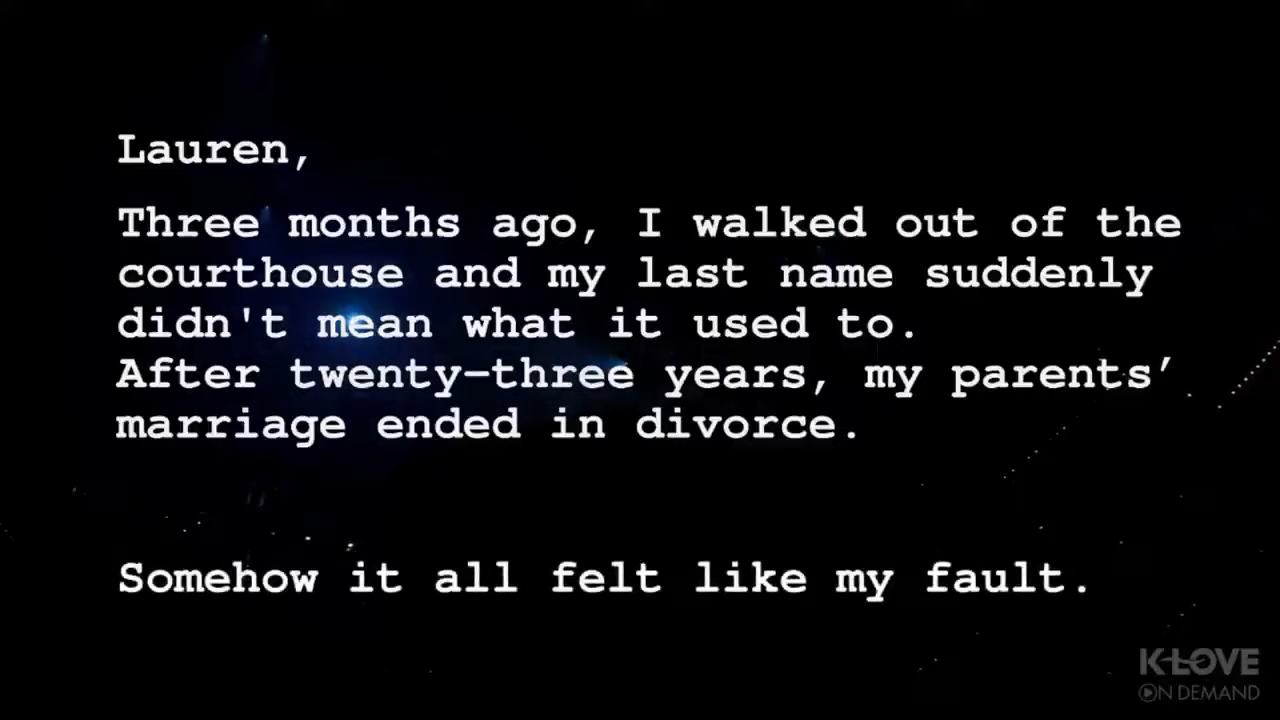 Lauren,
Three months ago, I walked out of the
courthouse and my last name suddenly
didn't mean what it used to.
After twenty-three years, my parents’
marriage ended in divorce.
Somehow it all felt like my fault.
K-LOVE
ON DEMAND